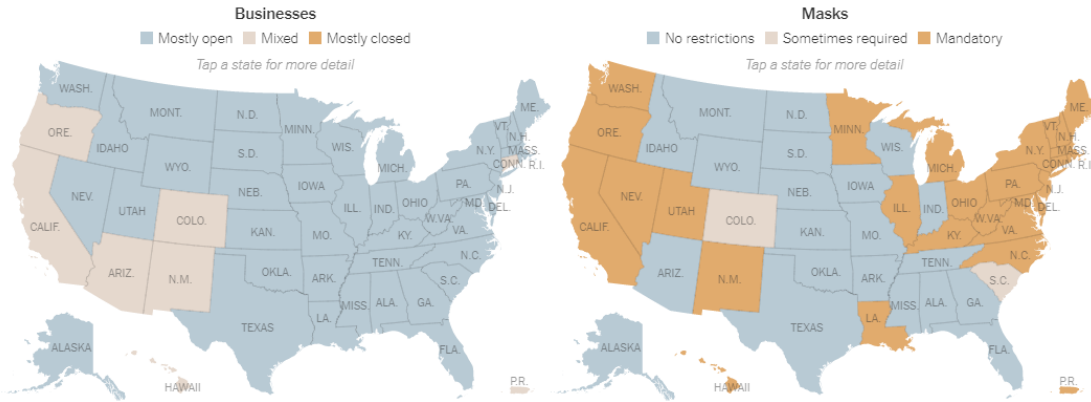 Businesses
Mostly open Mixed Mostly closed
Tap a state for more detail
WASH.
MONT.
N.D.
MINN.
ME.
ORE.
IDAHO
S.D.
WIS.
MICH.
VT.
N.H.
N.Y.
MASS.
CONN.
R.I.
WYO.
NEB.
IOWA
PA.
N.J.
NEV.
UTAH
COLO.
ILL.
IND.
OHIO
MD.
DEL.
CALIF.
KAN.
MO.
KY.
W.VA.
VA.
ARIZ.
N.M.
OKLA.
ARK.
TENN.
N.C.
S.C.
TEXAS
LA.
MISS.
ALA.
GA.
FLA.
ALASKA
HAWAII
P.R.
Masks
No restrictions Sometimes required Mandatory
Tap a state for more detail
WASH.
MONT.
N.D.
MINN.
ME.
ORE.
IDAHO
S.D.
WIS.
MICH.
VT.
N.H.
N.Y.
MASS.
CONN.
R.I.
WYO.
NEB.
IOWA
PA.
N.J.
NEV.
UTAH
COLO.
ILL.
IND.
OHIO
MD.
DEL.
CALIF.
KAN.
MO.
KY.
W.VA.
VA.
ARIZ.
N.M.
OKLA.
ARK.
TENN.
N.C.
S.C.
TEXAS
LA.
MISS.
ALA.
GA.
FLA.
ALASKA
HAWAII
P.R.